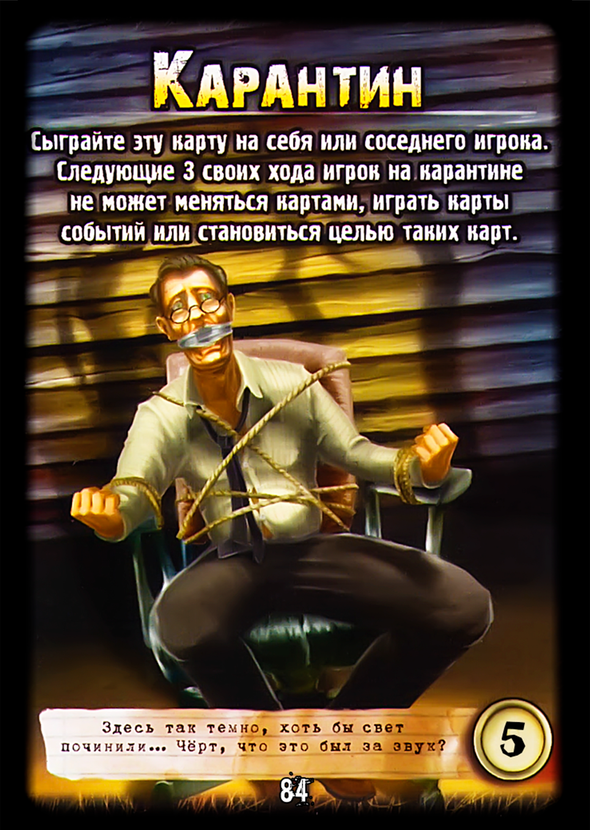 Карантин
Сыграйте эту карту на себя или соседнего игрока.
Следующие 3 своих хода игрок на карантине
не может меняться картами, играть карты
событий или становиться целью таких карт.
Здесь так темно, хоть бы свет
починили... Чёрт, что это был за звук?
5
84